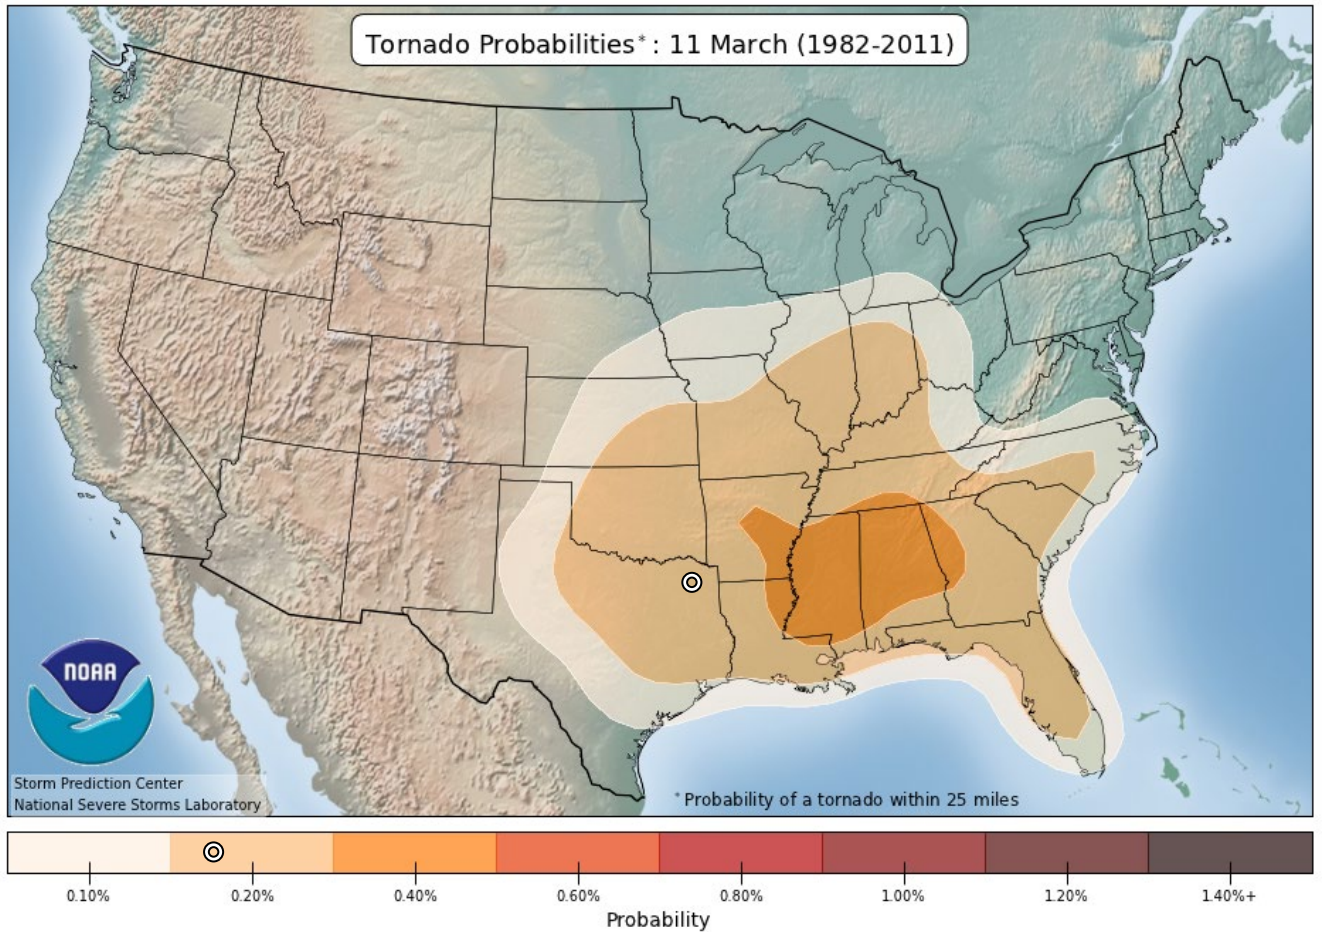 Tornado Probabilities* : 11 March (1982-2011)
NOAA
Storm Prediction Center
National Severe Storms Laboratory
*Probability of a tornado within 25 miles
0.10% 0.20% 0.40% 0.60% 0.80% 1.00% 1.20% 1.40%+
Probability